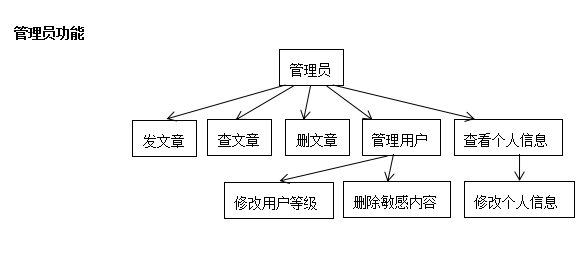 管理员功能
管理员
发文章
查文章
删文章
管理用户
查看个人信息
修改用户等级
删除敏感内容
修改个人信息